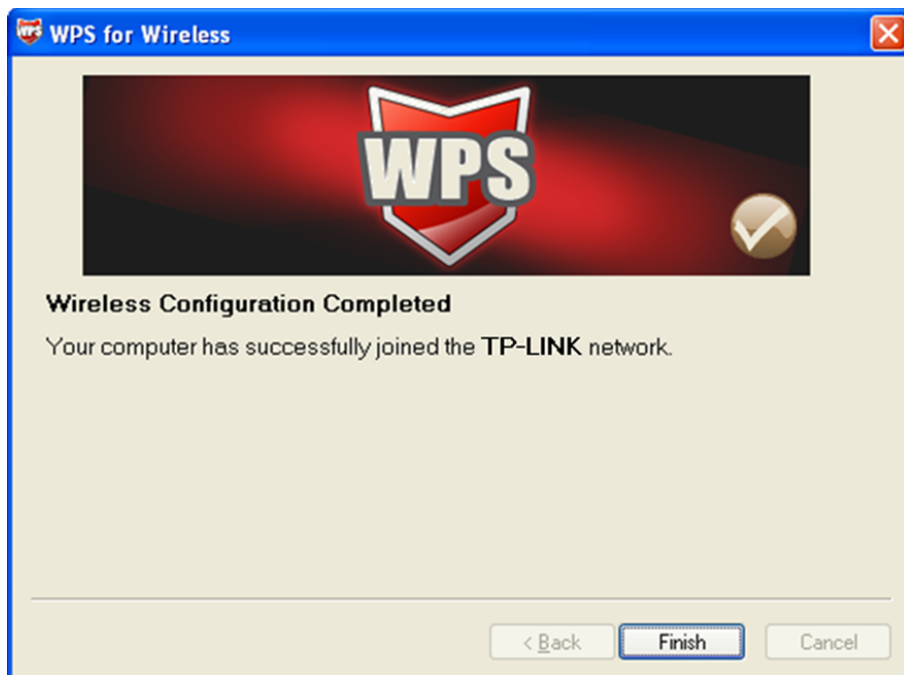 WPS for Wireless
WPS
Wireless Configuration Completed
Your computer has successfully joined the TP-LINK network.
< Back
Finish
Cancel